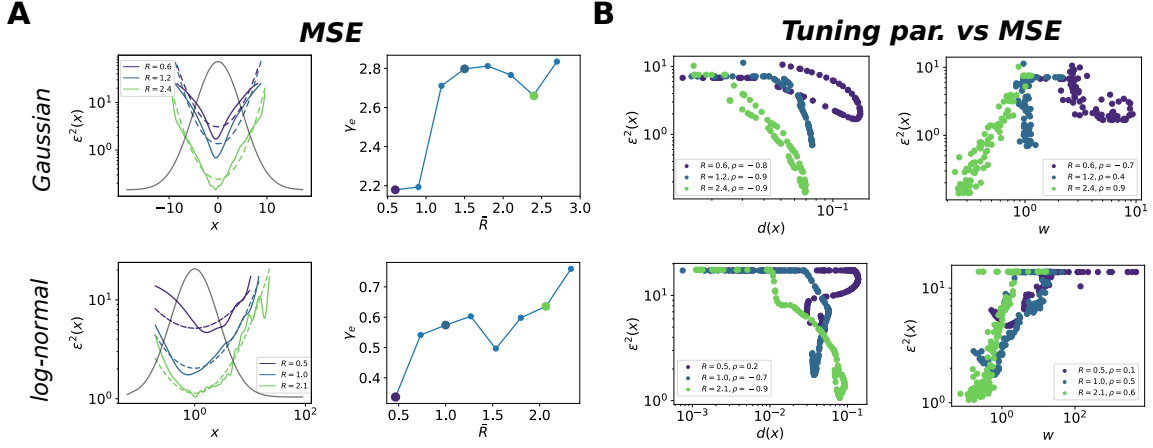 A
B
MSE
Tuning par. vs MSE
Gaussian
R = 0.6
R = 1.2
R = 2.4
10¹
10⁰
ε²(x)
−10
0
10
x
2.8
2.6
2.4
2.2
γₑ
0.6
1.2
1.8
2.4
3.0
R̄
10¹
10⁰
ε²(x)
R = 0.6, ρ = −0.8
R = 1.2, ρ = −0.9
R = 2.4, ρ = −0.9
10⁻¹
d(x)
10¹
10⁰
ε²(x)
R = 0.6, ρ = −0.7
R = 1.2, ρ = 0.4
R = 2.4, ρ = 0.9
10⁰
10¹
w
log-normal
10¹
10⁰
ε²(x)
R = 0.5
R = 1.0
R = 2.1
10⁰
10²
x
0.7
0.6
0.5
0.4
γₑ
0.5
1.0
1.5
2.0
R̄
10¹
10⁰
ε²(x)
R = 0.5, ρ = 0.2
R = 1.0, ρ = −0.7
R = 2.1, ρ = −0.9
10⁻³
10⁻²
10⁻¹
d(x)
10¹
10⁰
ε²(x)
R = 0.5, ρ = 0.1
R = 1.0, ρ = 0.5
R = 2.1, ρ = 0.6
10⁰
10²
w